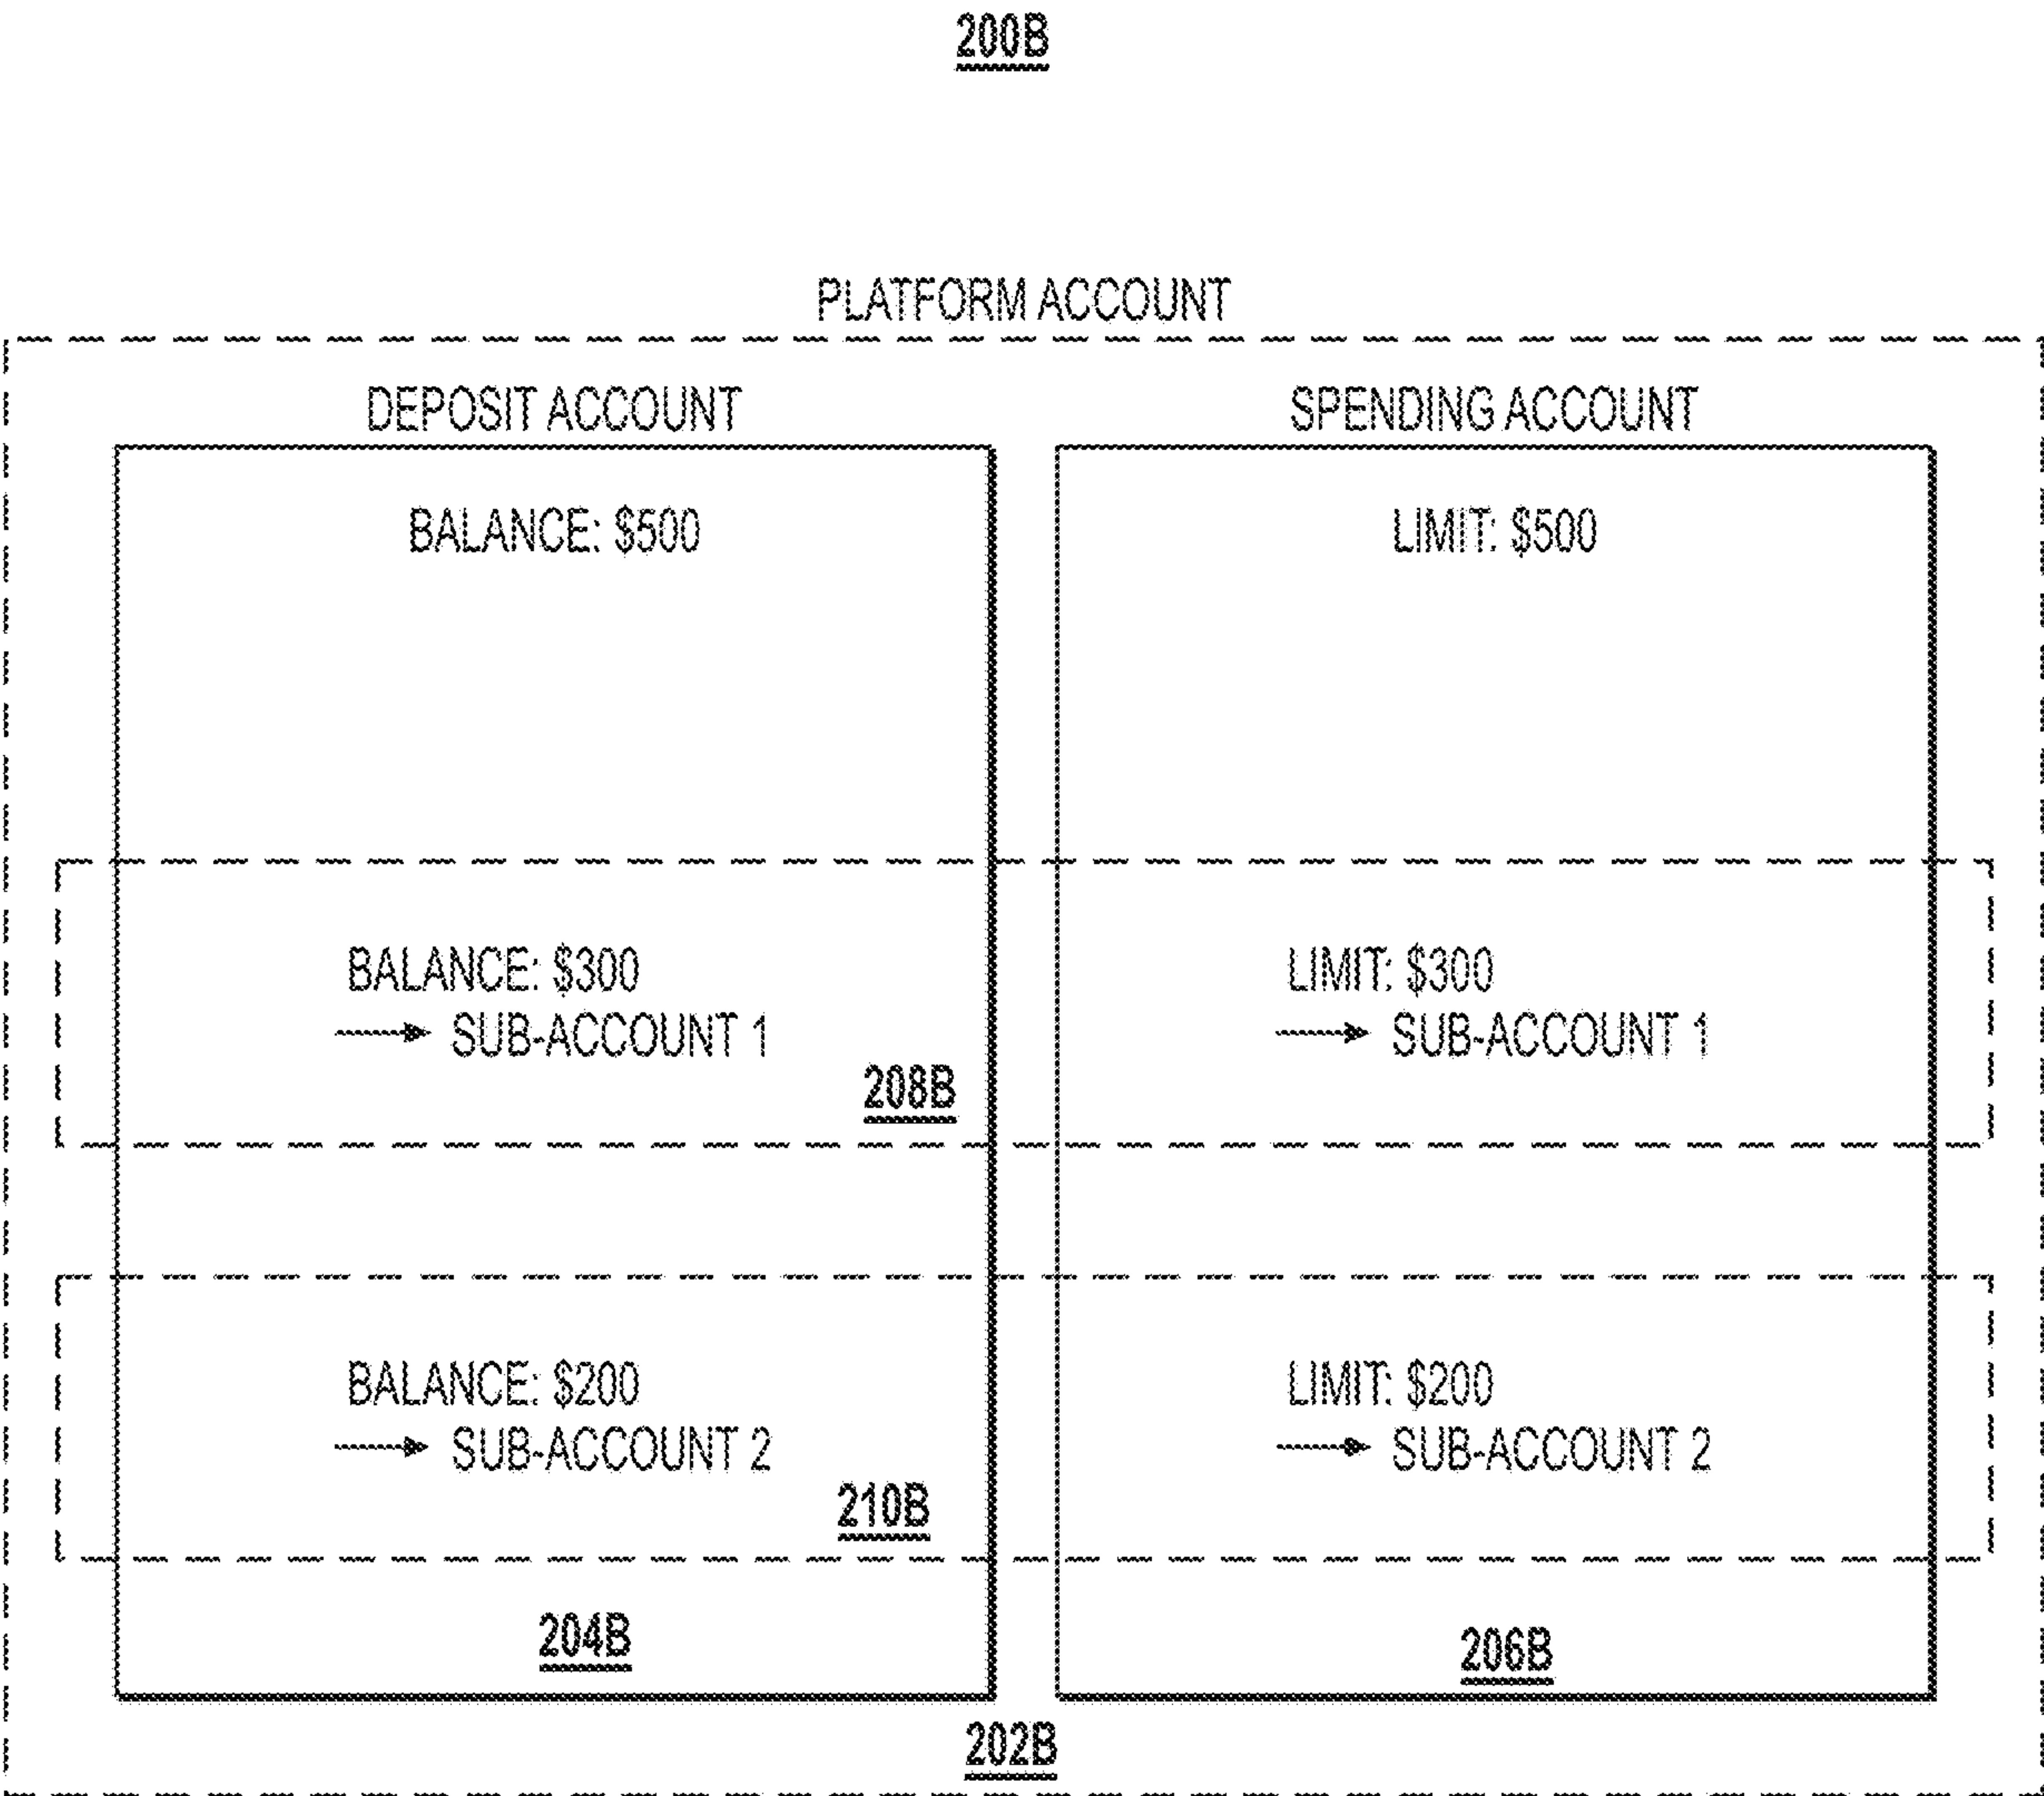 200B
PLATFORM ACCOUNT
DEPOSIT ACCOUNT
SPENDING ACCOUNT
BALANCE: $500
LIMIT: $500
BALANCE: $300
SUB-ACCOUNT 1
208B
LIMIT: $300
SUB-ACCOUNT 1
BALANCE: $200
SUB-ACCOUNT 2
210B
LIMIT: $200
SUB-ACCOUNT 2
204B
206B
202B